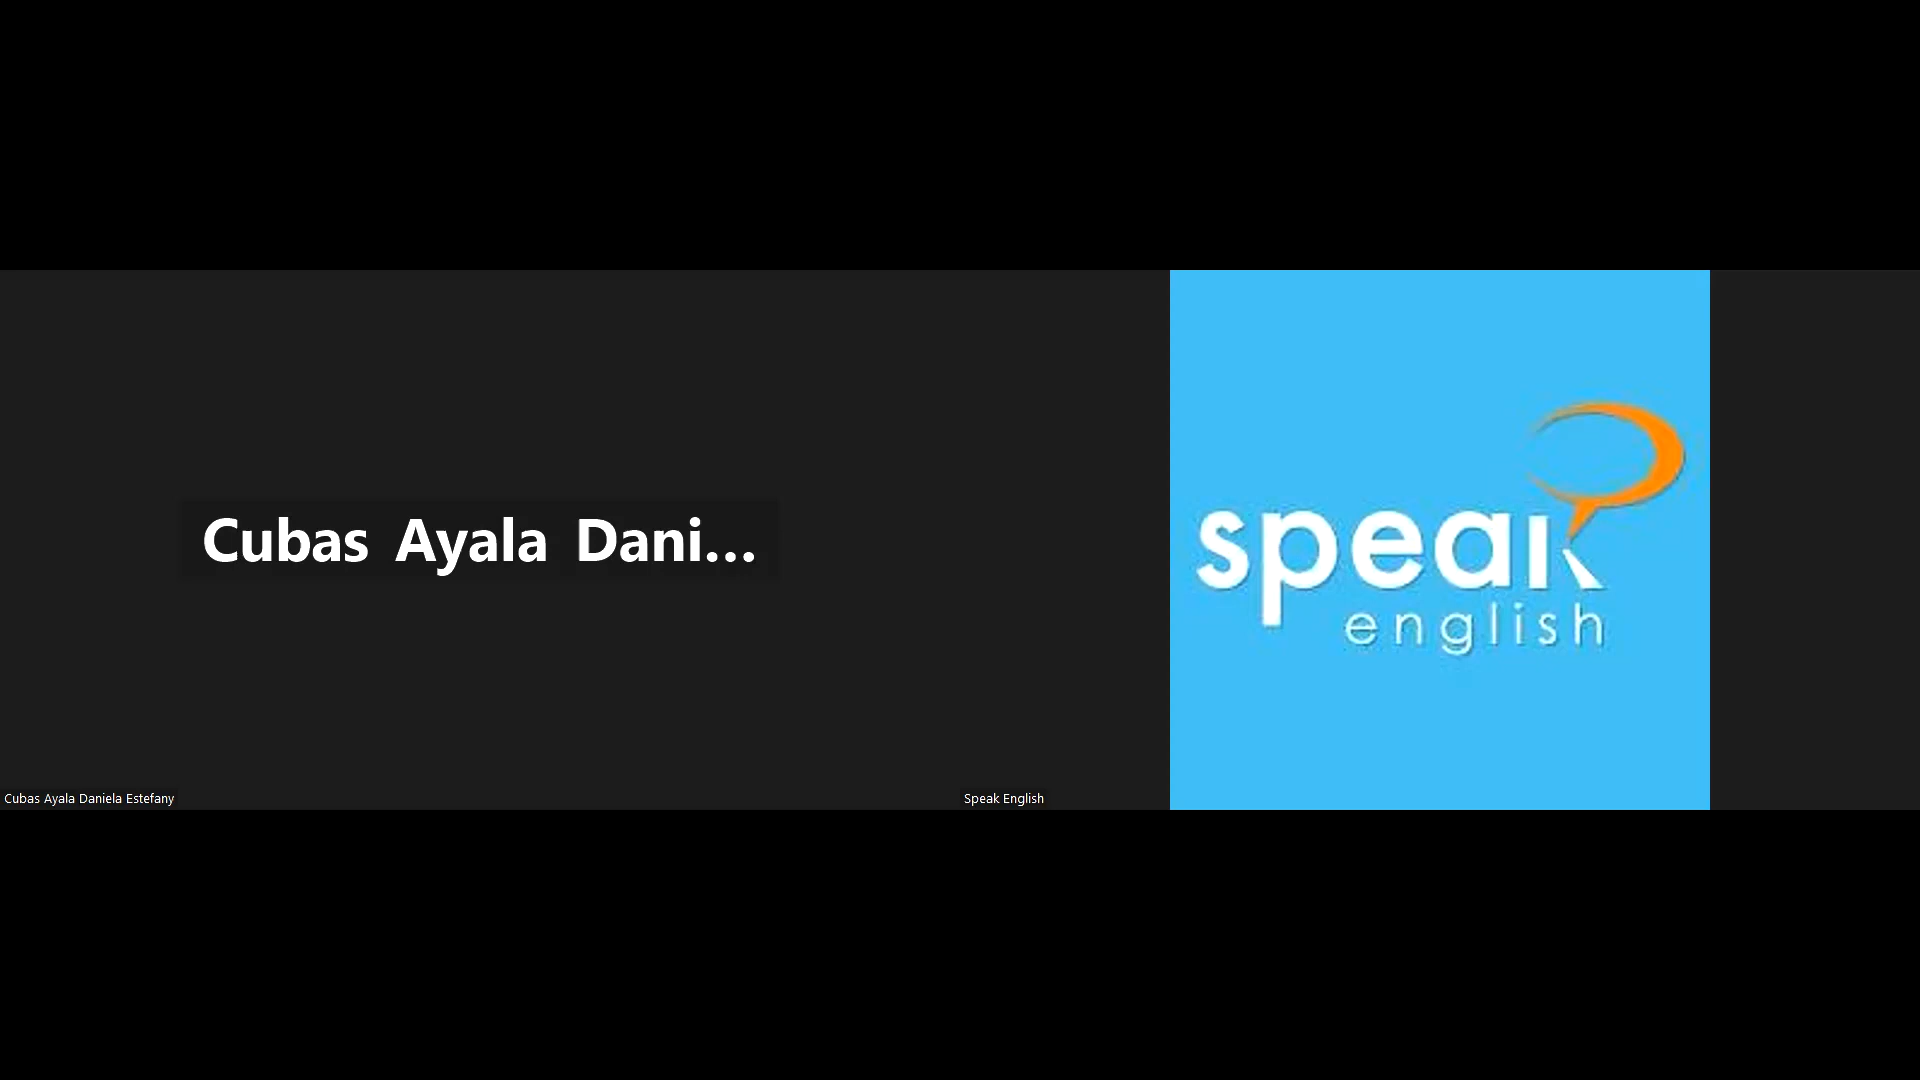 Cubas Ayala Dani...
speak
english
Cubas Ayala Daniela Estefany
Speak English